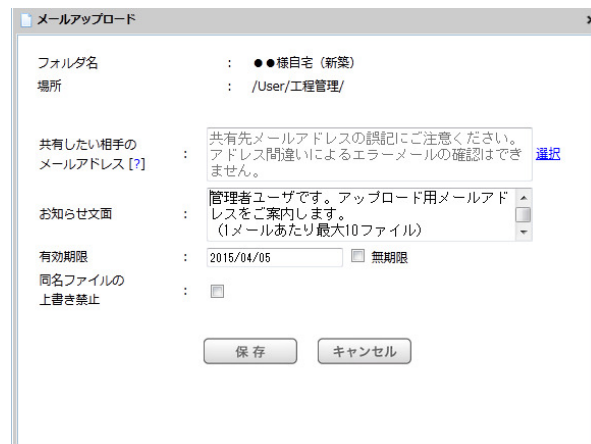 メールアップロード
フォルダ名 : ●●様自宅（新築）
場所 : /User/工程管理/
共有したい相手の
メールアドレス [?] :
共有先メールアドレスの誤記にご注意ください。
アドレス間違いによるエラーメールの確認はでき
ません。
選択
お知らせ文面 :
管理者ユーザです。アップロード用メールアド
レスをご案内します。
（1メールあたり最大10ファイル）
有効期限 : 2015/04/05 無期限
同名ファイルの
上書き禁止 :
保存 キャンセル